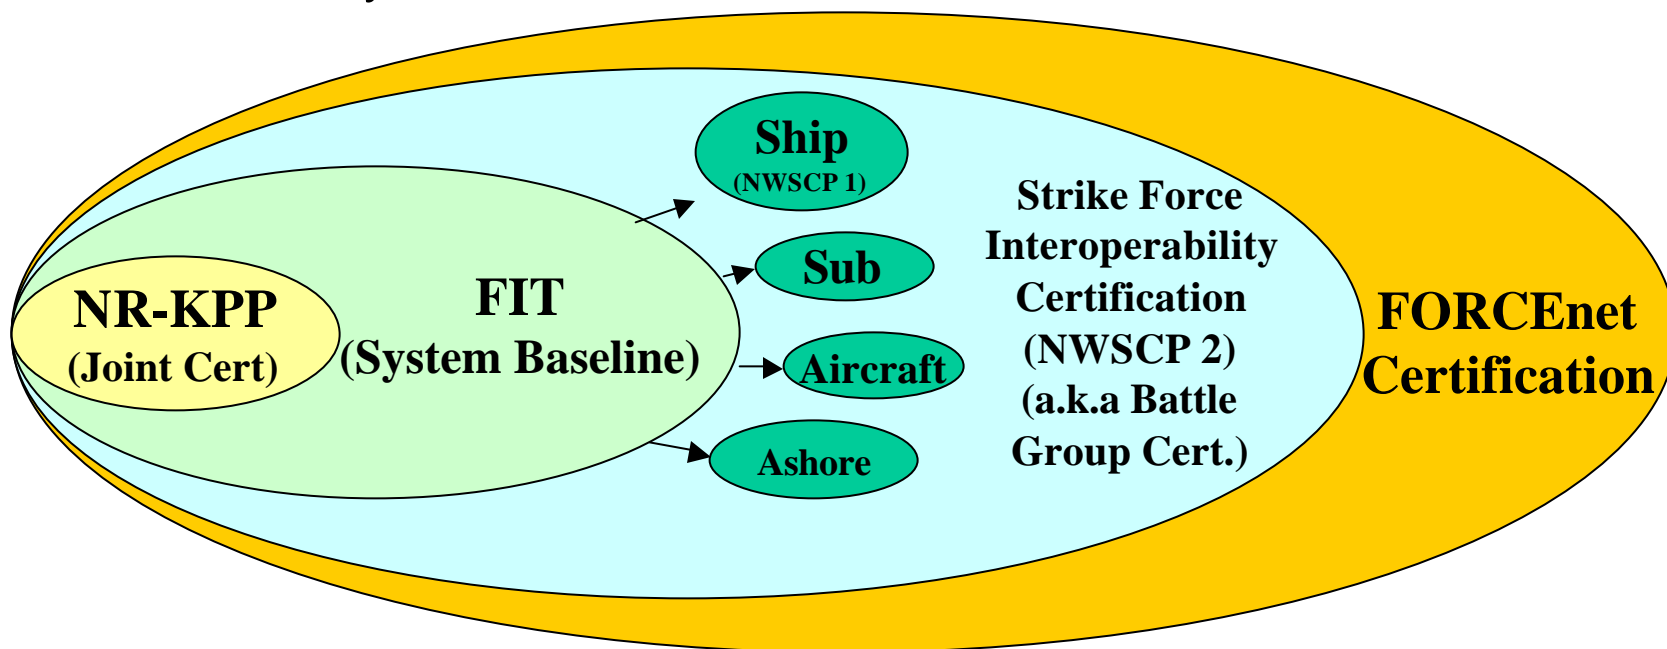 NR-KPP
(Joint Cert)
FIT
(System Baseline)
Ship
(NWSCP 1)
Sub
Aircraft
Ashore
Strike Force
Interoperability
Certification
(NWSCP 2)
(a.k.a Battle
Group Cert.)
FORCEnet
Certification